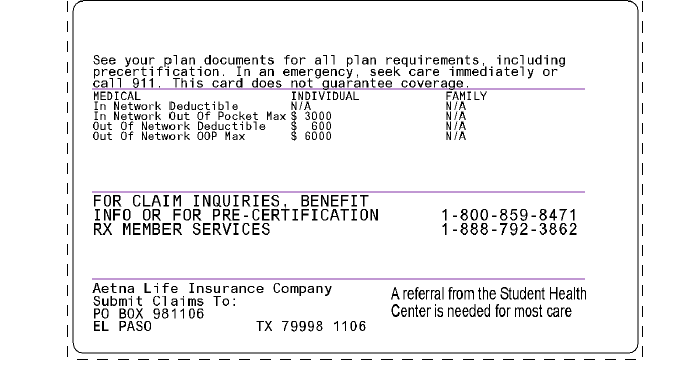 See your plan documents for all plan requirements, including
precertification. In an emergency, seek care immediately or
call 911. This card does not guarantee coverage.
MEDICAL INDIVIDUAL FAMILY
In Network Deductible N/A N/A
In Network Out Of Pocket Max $ 3000 N/A
Out Of Network Deductible $ 600 N/A
Out Of Network OOP Max $ 6000 N/A
FOR CLAIM INQUIRIES, BENEFIT
INFO OR FOR PRE-CERTIFICATION 1-800-859-8471
RX MEMBER SERVICES 1-888-792-3862
Aetna Life Insurance Company
Submit Claims To:
PO BOX 981106
EL PASO TX 79998 1106
A referral from the Student Health
Center is needed for most care